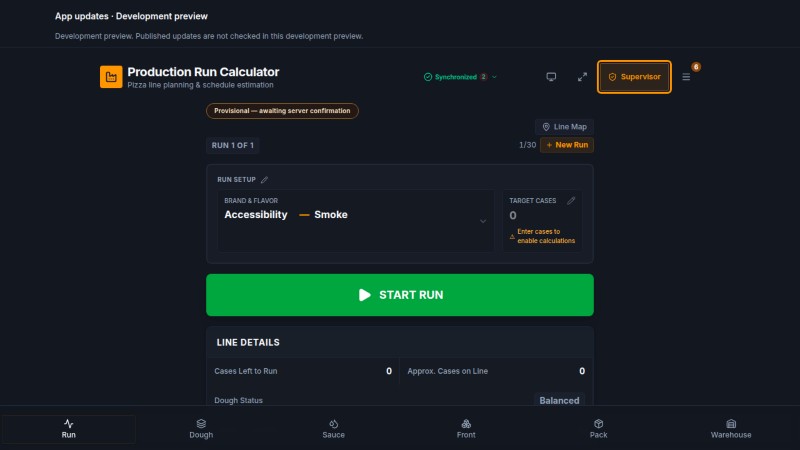 App updates · Development preview
Development preview. Published updates are not checked in this development preview.
Production Run Calculator
Pizza line planning & schedule estimation
Synchronized 2
Supervisor
6
Provisional — awaiting server confirmation
Line Map
RUN 1 OF 1
1/30
+ New Run
RUN SETUP
BRAND & FLAVOR
Accessibility — Smoke
TARGET CASES
0
Enter cases to
enable calculations
START RUN
LINE DETAILS
Cases Left to Run 0
Approx. Cases on Line 0
Dough Status Balanced
Run
Dough
Sauce
Front
Pack
Warehouse